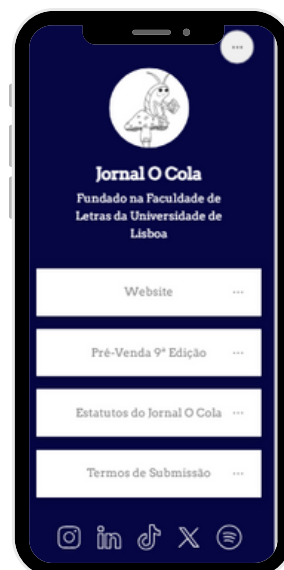 Jornal O Cola
Fundado na Faculdade de
Letras da Universidade de
Lisboa
Website
Pré-Venda 9ª Edição
Estatutos do Jornal O Cola
Termos de Submissão